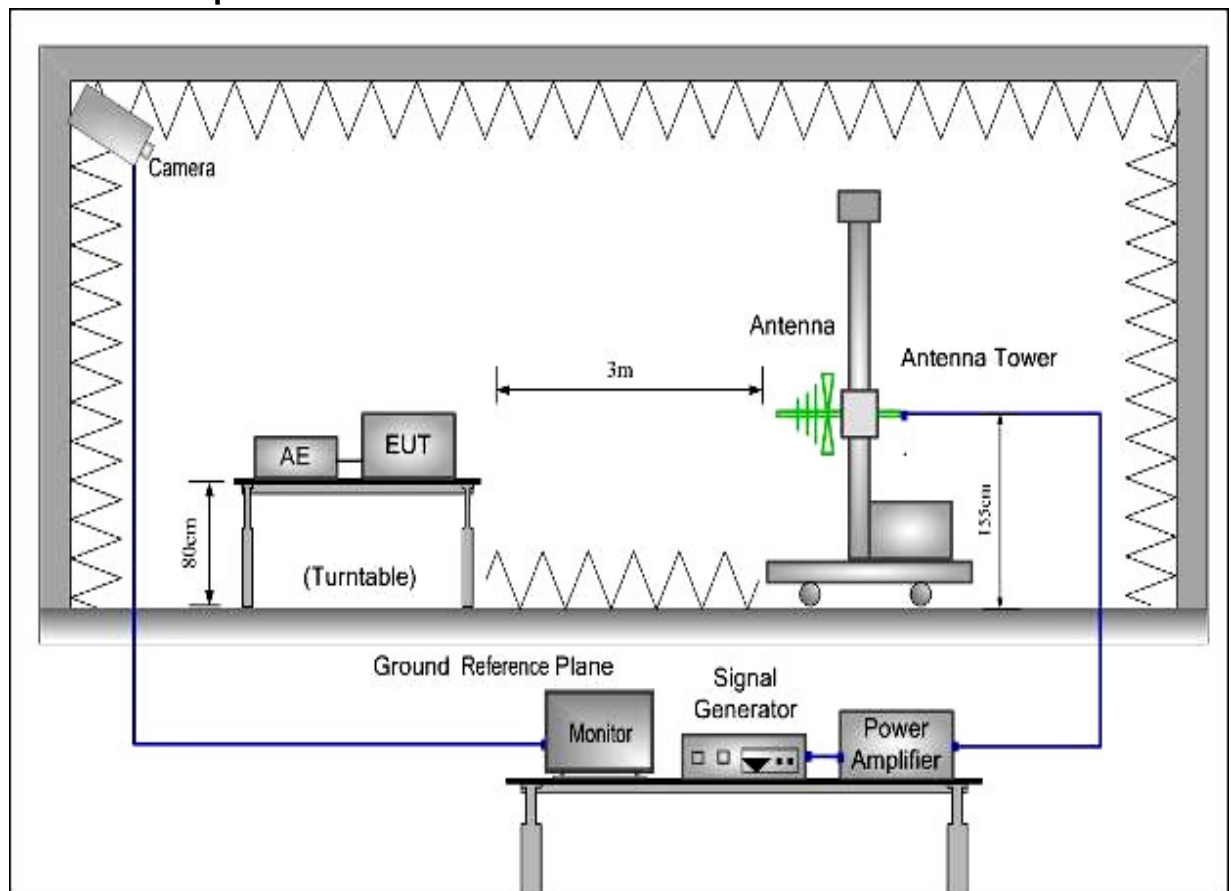 Camera
Antenna
Antenna Tower
3m
AE
EUT
80cm
(Turntable)
155cm
Ground Reference Plane
Monitor
Signal
Generator
Power
Amplifier